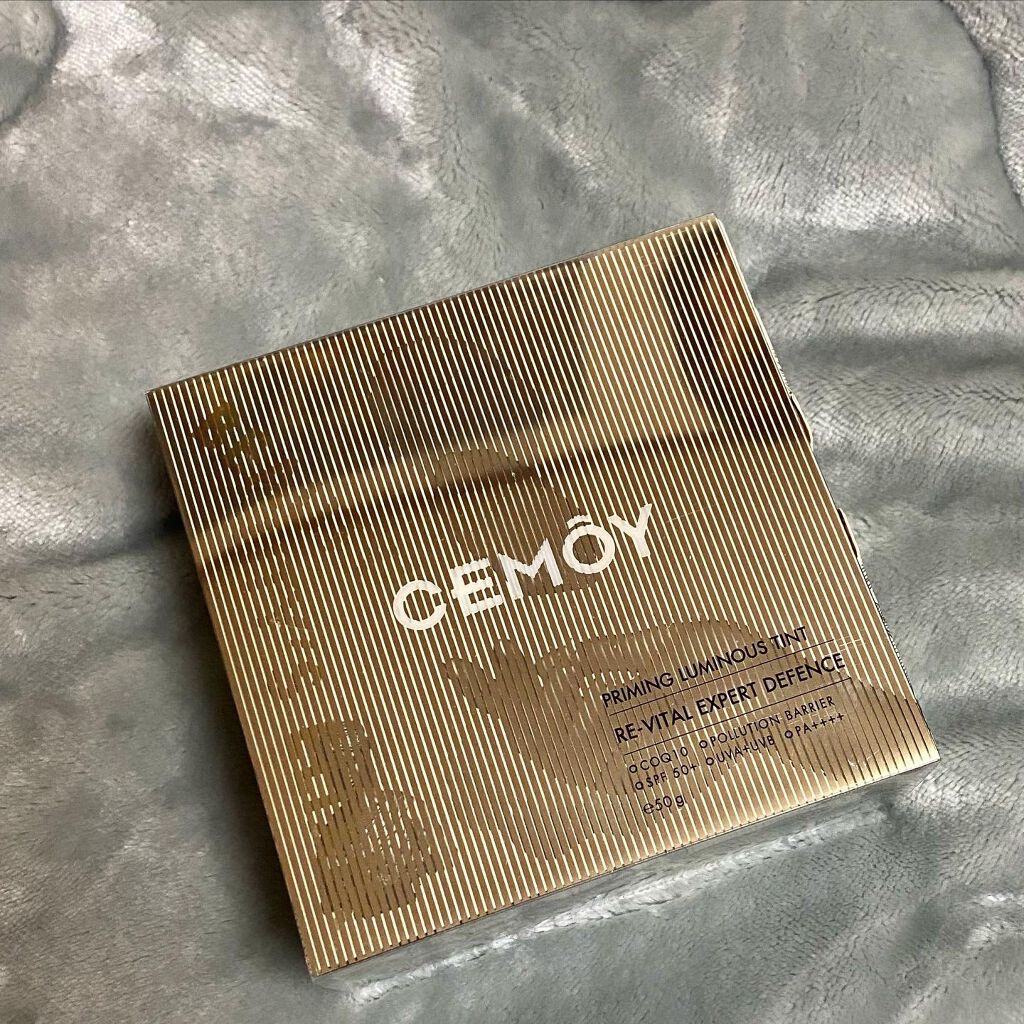 CEMÔY
PRIMING LUMINOUS TINT
RE-VITAL EXPERT DEFENCE
COQ10 POLLUTION BARRIER
SPF 50+ UVA+UVB PA++++
℮50 g